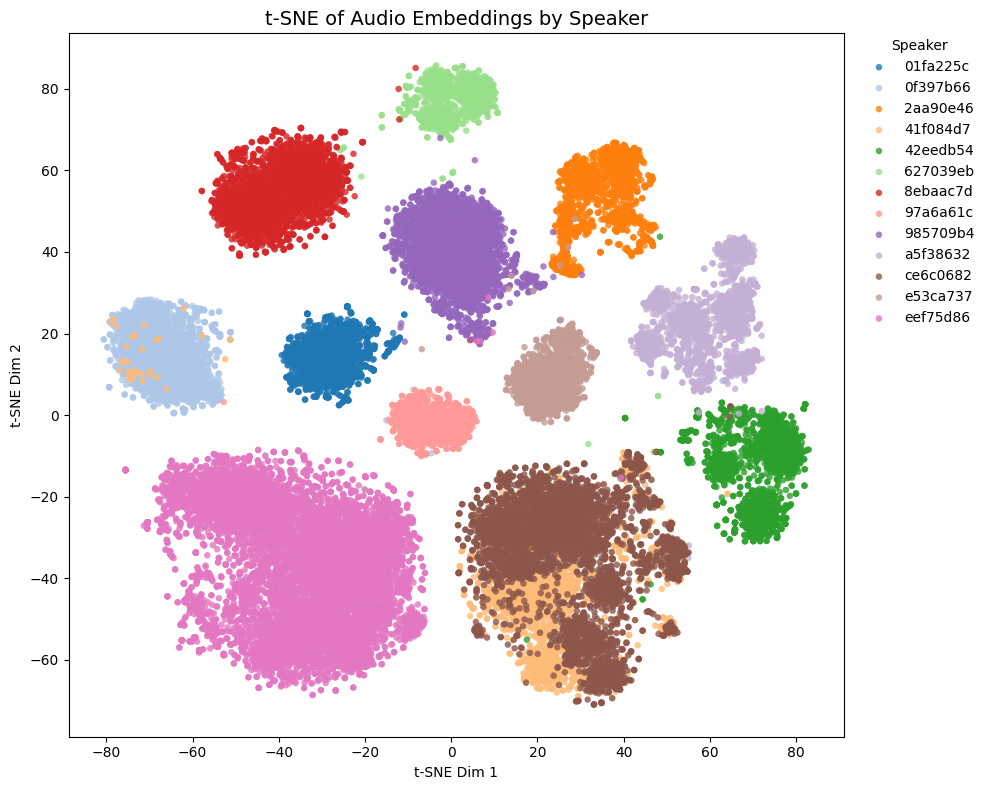 t-SNE of Audio Embeddings by Speaker
Speaker
01fa225c
0f397b66
2aa90e46
41f084d7
42eedb54
627039eb
8ebaac7d
97a6a61c
985709b4
a5f38632
ce6c0682
e53ca737
eef75d86
t-SNE Dim 2
80
60
40
20
0
−20
−40
−60
−80 −60 −40 −20 0 20 40 60 80
t-SNE Dim 1